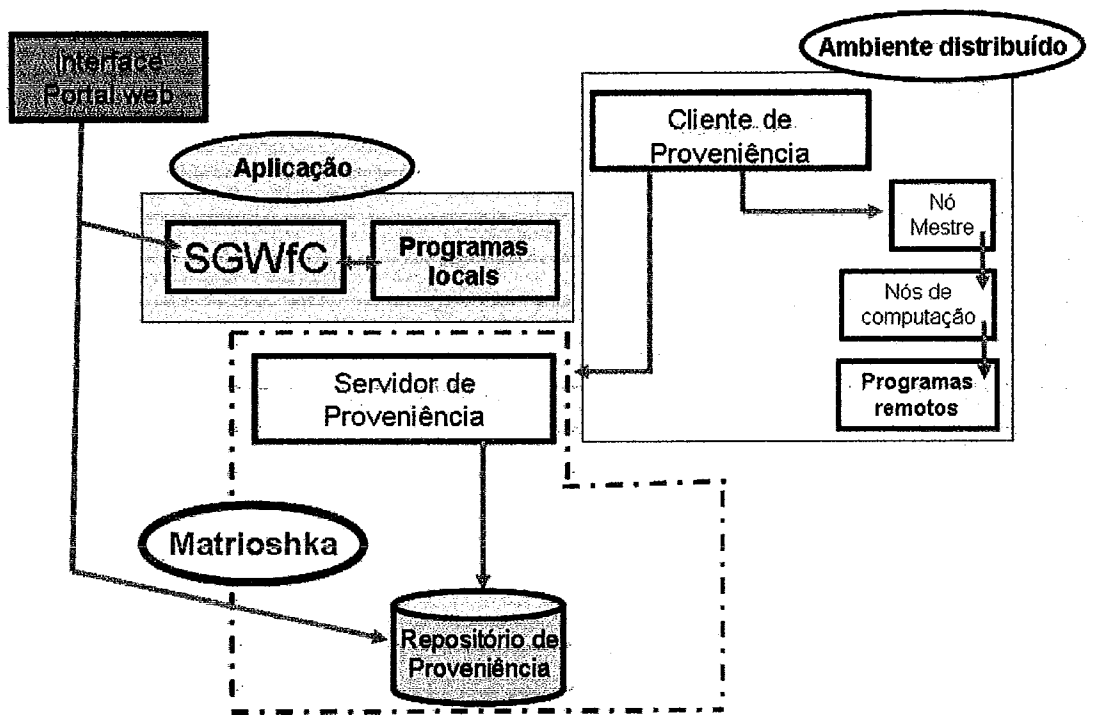 Interface
Portal web
Ambiente distribuído
Cliente de
Proveniência
Aplicação
SGWfC
Programas
locais
Nó
Mestre
Nós de
computação
Programas
remotos
Servidor de
Proveniência
Matrioshka
Repositório de
Proveniência